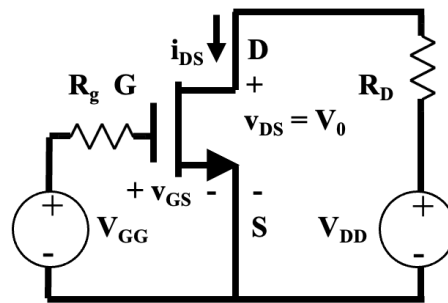 i_DS D
+
R_g G R_D
v_DS = V_0
+ v_GS - -
+ +
V_GG S V_DD
- -